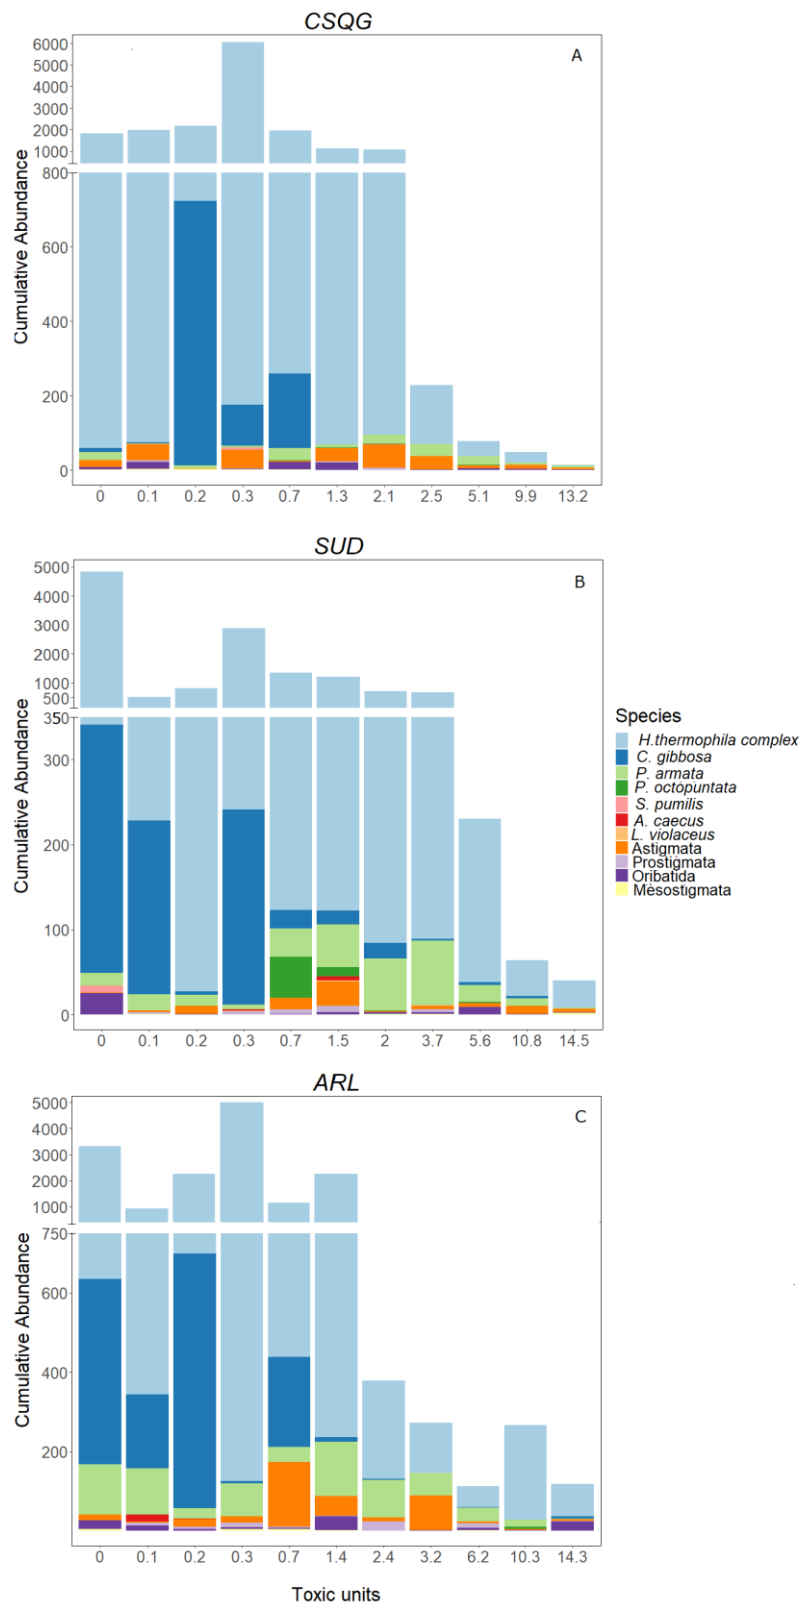 CSQG
A
6000
5000
4000
3000
2000
1000
800
600
400
200
0
Cumulative Abundance
0 0.1 0.2 0.3 0.7 1.3 2.1 2.5 5.1 9.9 13.2
SUD
B
5000
4000
3000
2000
1000
500
350
300
200
100
0
Cumulative Abundance
0 0.1 0.2 0.3 0.7 1.5 2 3.7 5.6 10.8 14.5
Species
H.thermophila complex
C. gibbosa
P. armata
P. octopuntata
S. pumilis
A. caecus
L. violaceus
Astigmata
Prostigmata
Oribatida
Mesostigmata
ARL
C
5000
4000
3000
2000
1000
750
600
400
200
Cumulative Abundance
0 0.1 0.2 0.3 0.7 1.4 2.4 3.2 6.2 10.3 14.3
Toxic units